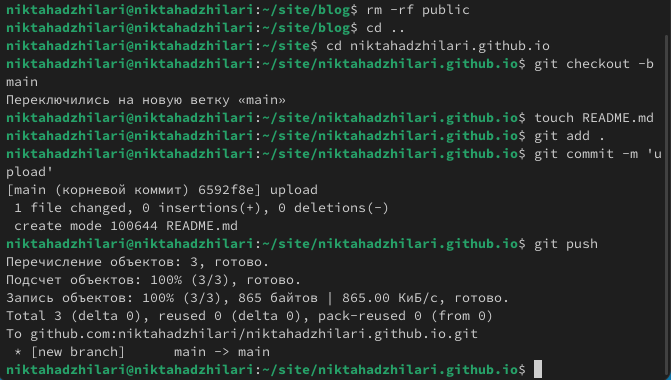 niktahadzhilari@niktahadzhilari:~/site/blog$ rm -rf public
niktahadzhilari@niktahadzhilari:~/site/blog$ cd ..
niktahadzhilari@niktahadzhilari:~/site$ cd niktahadzhilari.github.io
niktahadzhilari@niktahadzhilari:~/site/niktahadzhilari.github.io$ git checkout -b
main
Переключились на новую ветку «main»
niktahadzhilari@niktahadzhilari:~/site/niktahadzhilari.github.io$ touch README.md
niktahadzhilari@niktahadzhilari:~/site/niktahadzhilari.github.io$ git add .
niktahadzhilari@niktahadzhilari:~/site/niktahadzhilari.github.io$ git commit -m 'u
pload'
[main (корневой коммит) 6592f8e] upload
 1 file changed, 0 insertions(+), 0 deletions(-)
 create mode 100644 README.md
niktahadzhilari@niktahadzhilari:~/site/niktahadzhilari.github.io$ git push
Перечисление объектов: 3, готово.
Подсчет объектов: 100% (3/3), готово.
Запись объектов: 100% (3/3), 865 байтов | 865.00 КиБ/с, готово.
Total 3 (delta 0), reused 0 (delta 0), pack-reused 0 (from 0)
To github.com:niktahadzhilari/niktahadzhilari.github.io.git
 * [new branch]      main -> main
niktahadzhilari@niktahadzhilari:~/site/niktahadzhilari.github.io$